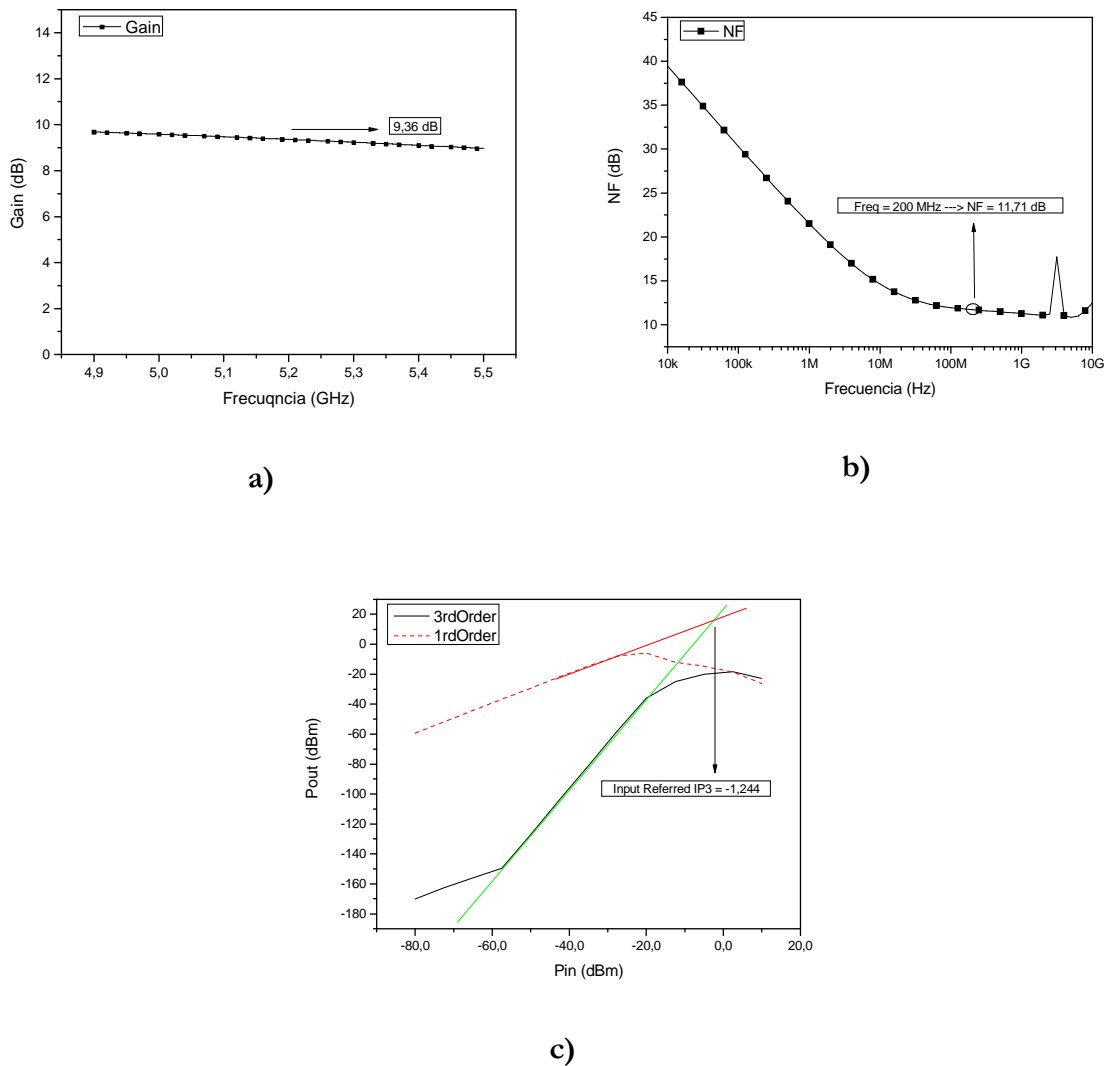 Gain
14
12
10
8
6
4
2
0
Gain (dB)
9,36 dB
4,9 5,0 5,1 5,2 5,3 5,4 5,5
Frecuqncia (GHz)
a)
NF
45
40
35
30
25
20
15
10
NF (dB)
Freq = 200 MHz ---> NF = 11,71 dB
10k 100k 1M 10M 100M 1G 10G
Frecuencia (Hz)
b)
3rdOrder
1rdOrder
20
0
-20
-40
-60
-80
-100
-120
-140
-160
-180
Pout (dBm)
Input Referred IP3 = -1,244
-80,0 -60,0 -40,0 -20,0 0,0 20,0
Pin (dBm)
c)